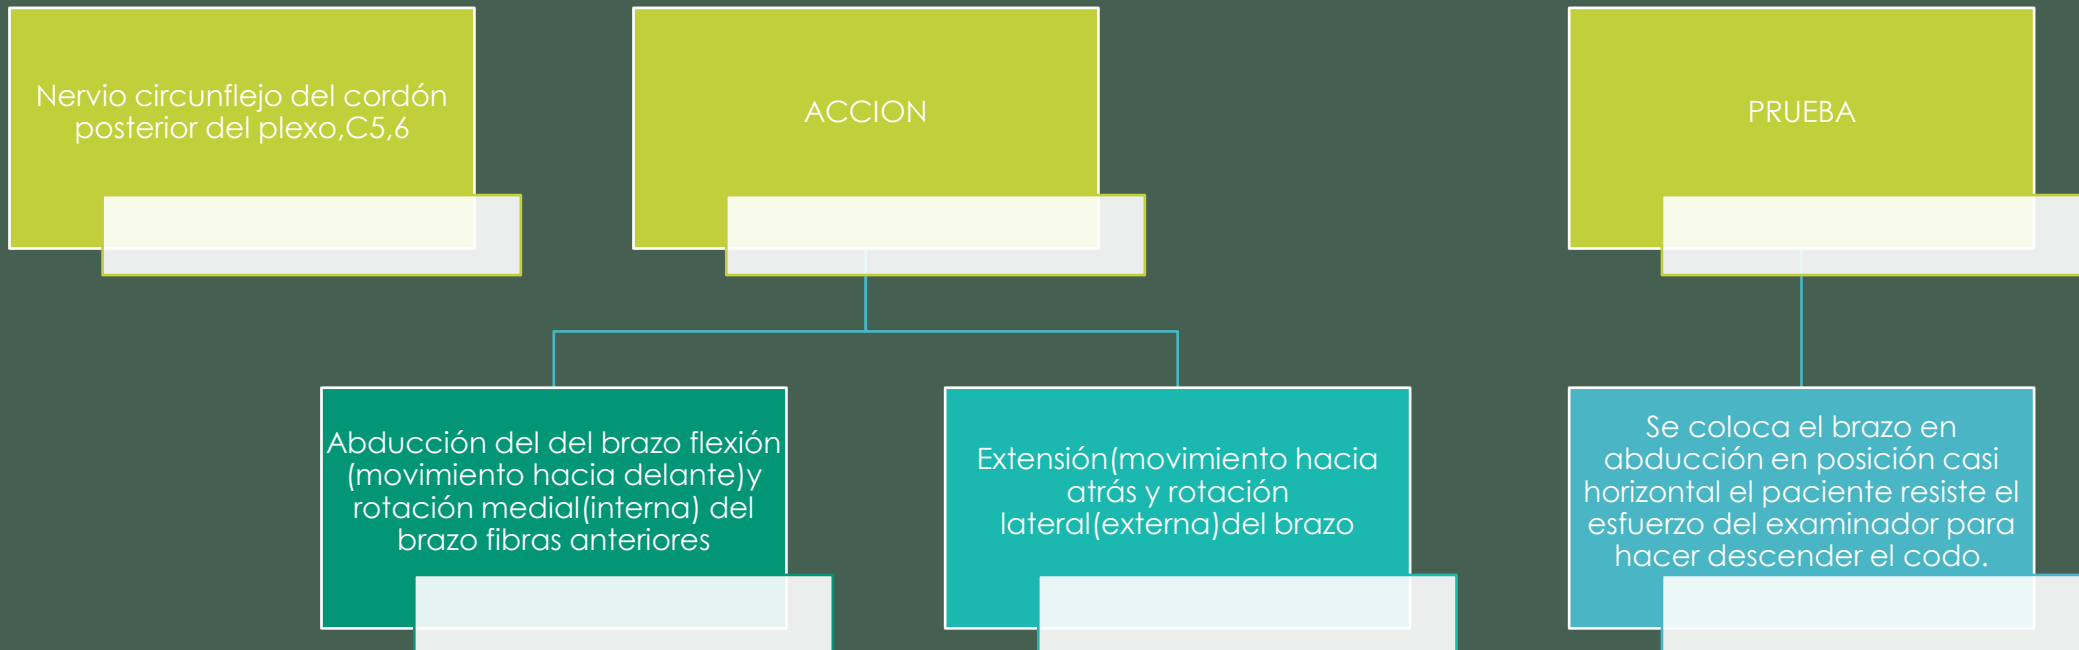 Nervio circunflejo del cordón
posterior del plexo,C5,6
ACCION
PRUEBA
Abducción del del brazo flexión
(movimiento hacia delante)y
rotación medial(interna) del
brazo fibras anteriores
Extensión(movimiento hacia
atrás y rotación
lateral(externa)del brazo
Se coloca el brazo en
abducción en posición casi
horizontal el paciente resiste el
esfuerzo del examinador para
hacer descender el codo.